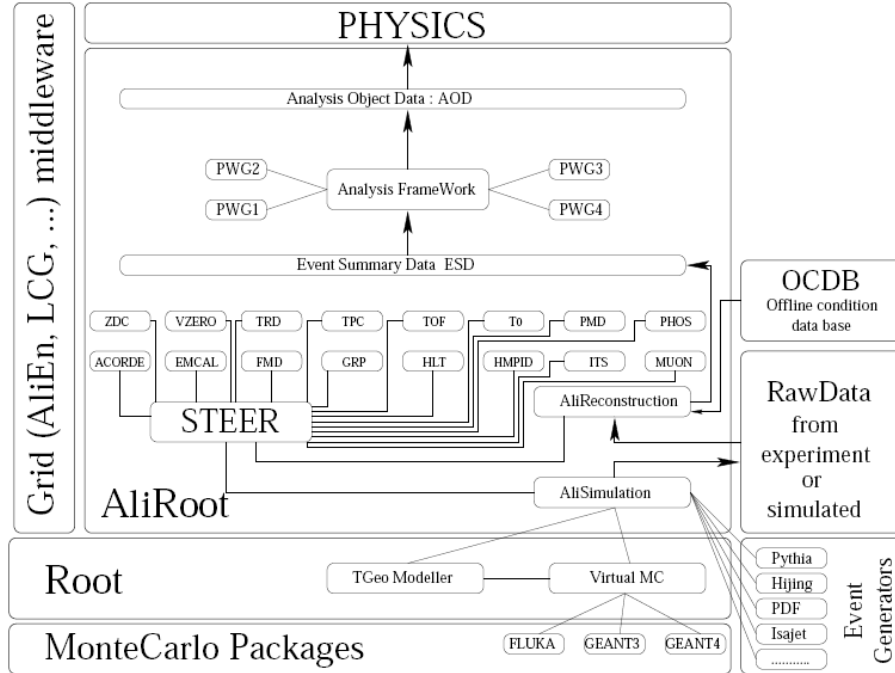 Grid (AliEn, LCG, ...) middleware
PHYSICS
Analysis Object Data : AOD
PWG2
PWG3
Analysis FrameWork
PWG1
PWG4
Event Summary Data ESD
OCDB
Offline condition
data base
ZDC
VZERO
TRD
TPC
TOF
T0
PMD
PHOS
ACORDE
EMCAL
FMD
GRP
HLT
HMPID
ITS
MUON
STEER
AliReconstruction
RawData
from
experiment
or
simulated
AliSimulation
AliRoot
Root
TGeo Modeller
Virtual MC
Pythia
Hijing
PDF
Isajet
...........
Event
Generators
MonteCarlo Packages
FLUKA
GEANT3
GEANT4